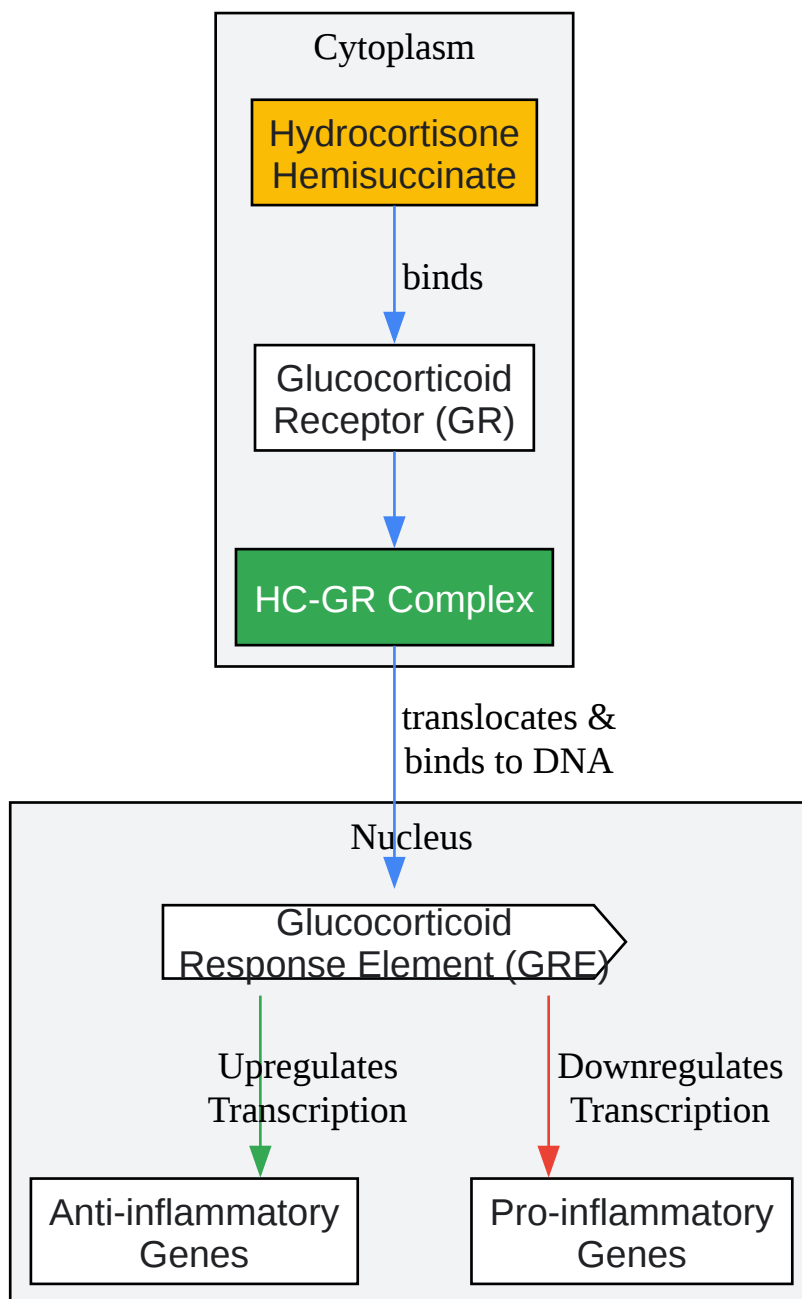 Cytoplasm
Hydrocortisone
Hemisuccinate
binds
Glucocorticoid
Receptor (GR)
HC-GR Complex
translocates &
binds to DNA
Nucleus
Glucocorticoid
Response Element (GRE)
Upregulates
Transcription
Downregulates
Transcription
Anti-inflammatory
Genes
Pro-inflammatory
Genes